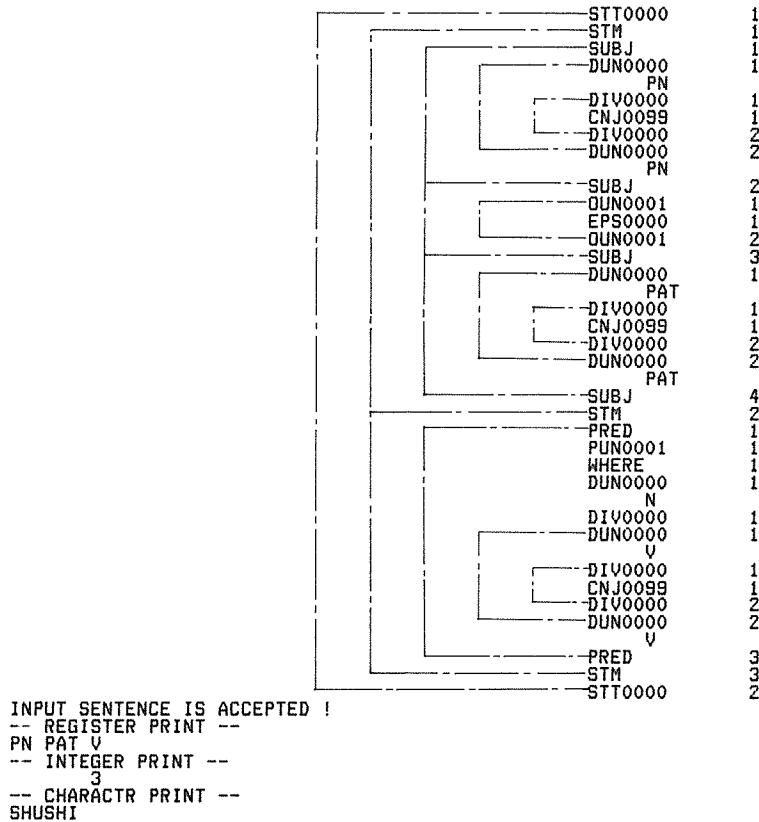 STT0000 1
STM 1
SUBJ 1
DUN0000 1
PN
DIV0000 1
CNJ0099 1
DIV0000 2
DUN0000 2
PN
SUBJ 2
OUN0001 1
EPS0000 1
OUN0001 2
SUBJ 3
DUN0000 1
PAT
DIV0000 1
CNJ0099 1
DIV0000 2
DUN0000 2
PAT
SUBJ 4
STM 2
PRED 1
PUN0001 1
WHERE 1
DUN0000 1
N
DIV0000 1
DUN0000 1
V
DIV0000 1
CNJ0099 1
DIV0000 2
DUN0000 2
V
PRED 3
STM 3
STT0000 2
INPUT SENTENCE IS ACCEPTED !
-- REGISTER PRINT --
PN PAT V
-- INTEGER PRINT --
3
-- CHARACTR PRINT --
SHUSHI